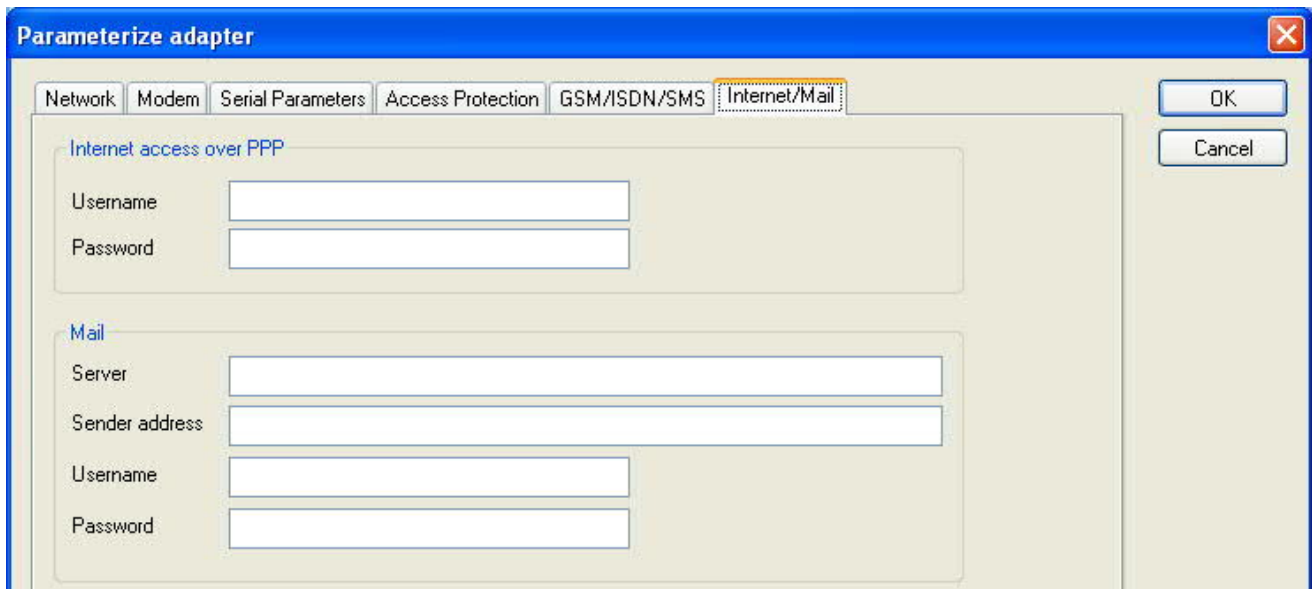 Parameterize adapter
Network Modem Serial Parameters Access Protection GSM/ISDN/SMS Internet/Mail
OK
Cancel
Internet access over PPP
Username
Password
Mail
Server
Sender address
Username
Password